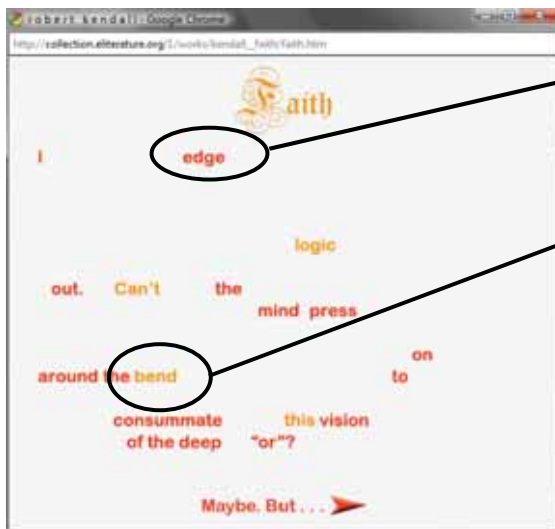 robert kendall - Google Chrome
http://collection.eliterature.org/1/works/kendall__faith/faith.htm
Faith
I edge
logic
out. Can't the
mind press
on
around the bend to
consummate this vision
of the deep "or"?
Maybe. But . . .